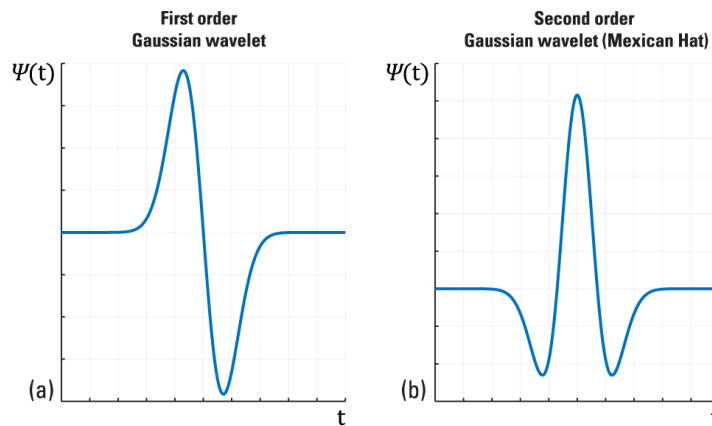 First order
Gaussian wavelet
Ψ(t)
(a)
t
Second order
Gaussian wavelet (Mexican Hat)
Ψ(t)
(b)